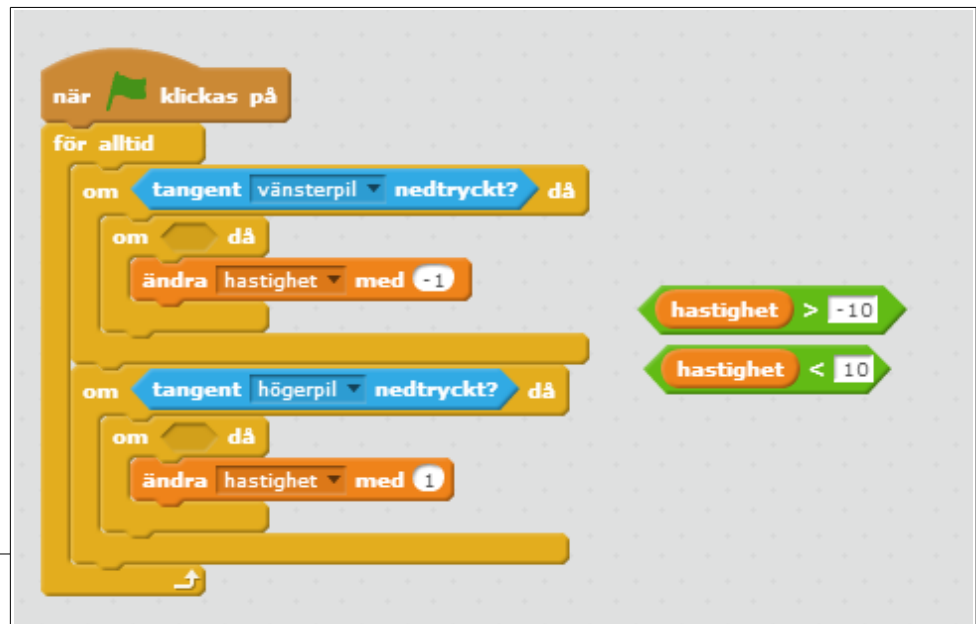 när klickas på
för alltid
om tangent vänsterpil nedtryckt? då
om då
ändra hastighet med -1
om tangent högerpil nedtryckt? då
om då
ändra hastighet med 1
hastighet > -10
hastighet < 10